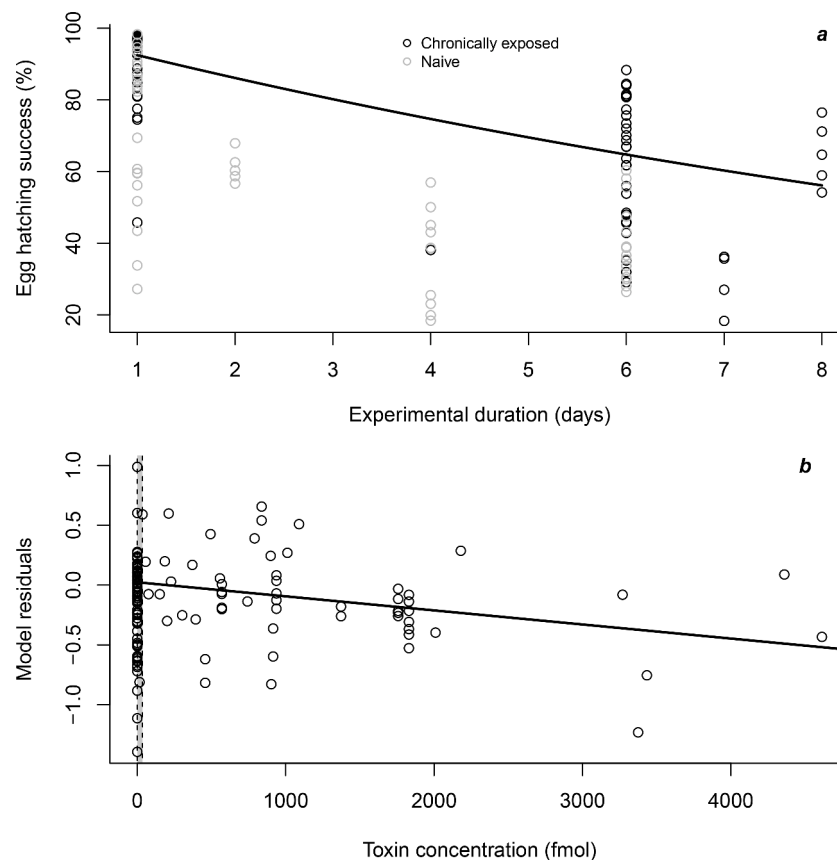 a
Chronically exposed
Naive
Egg hatching success (%)
100
80
60
40
20
1 2 3 4 5 6 7 8
Experimental duration (days)
b
Model residuals
1.0
0.5
0.0
−0.5
−1.0
0 1000 2000 3000 4000
Toxin concentration (fmol)